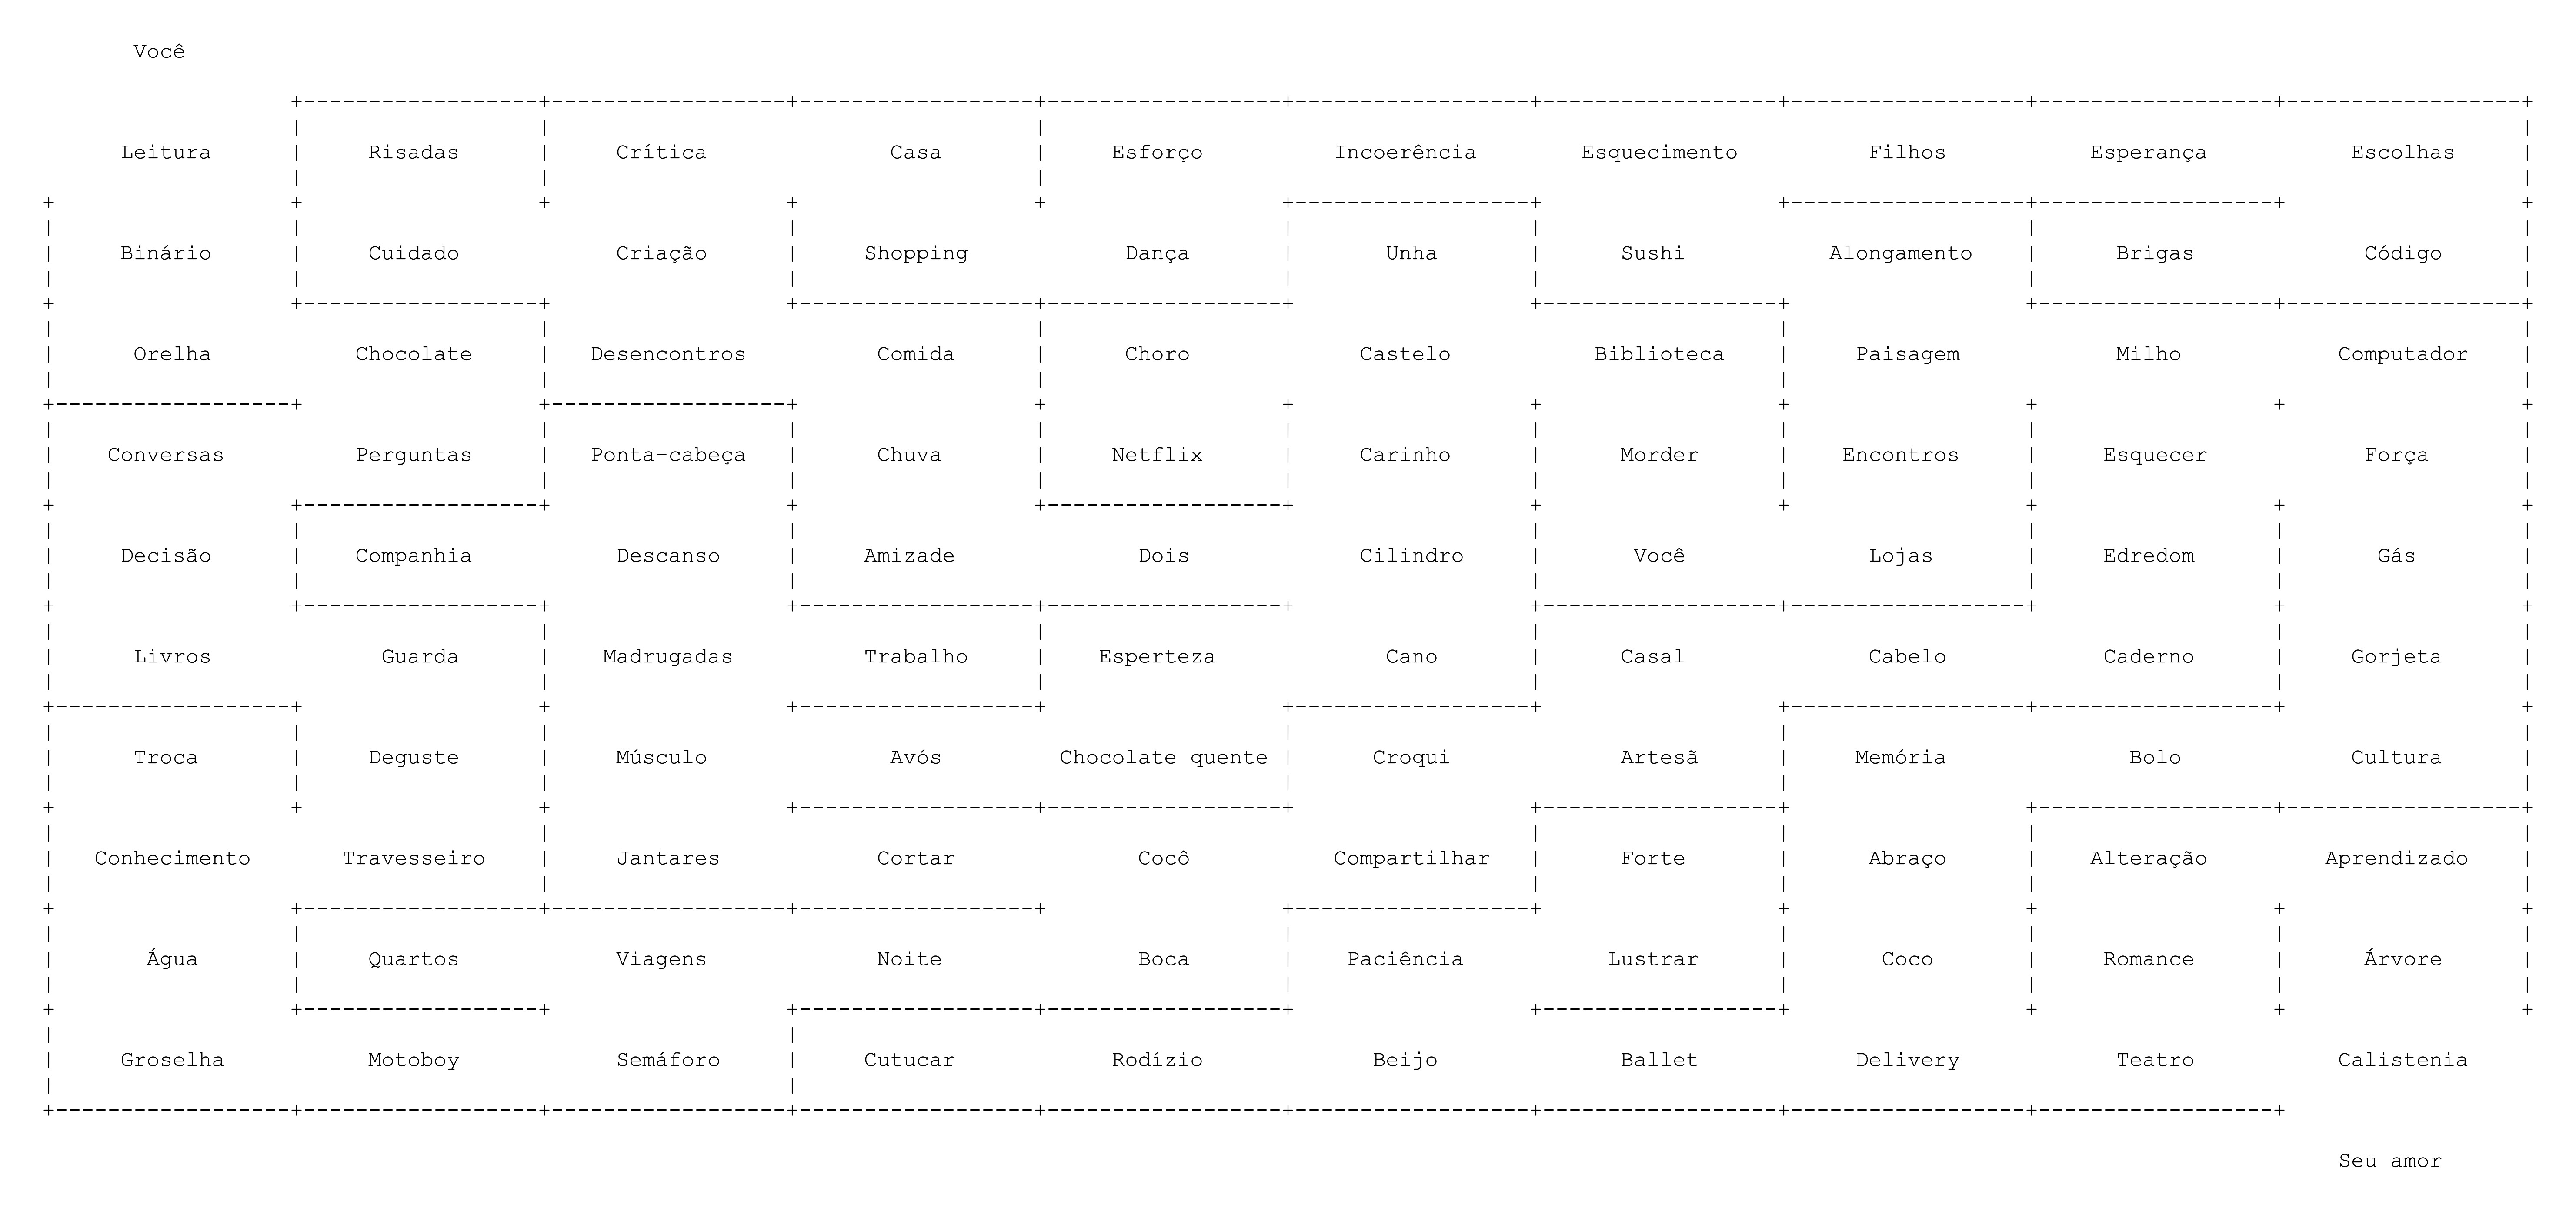 Você
Leitura Risadas Crítica Casa Esforço Incoerência Esquecimento Filhos Esperança Escolhas
Binário Cuidado Criação Shopping Dança Unha Sushi Alongamento Brigas Código
Orelha Chocolate Desencontros Comida Choro Castelo Biblioteca Paisagem Milho Computador
Conversas Perguntas Ponta-cabeça Chuva Netflix Carinho Morder Encontros Esquecer Força
Decisão Companhia Descanso Amizade Dois Cilindro Você Lojas Edredom Gás
Livros Guarda Madrugadas Trabalho Esperteza Cano Casal Cabelo Caderno Gorjeta
Troca Deguste Músculo Avós Chocolate quente Croqui Artesã Memória Bolo Cultura
Conhecimento Travesseiro Jantares Cortar Cocô Compartilhar Forte Abraço Alteração Aprendizado
Água Quartos Viagens Noite Boca Paciência Lustrar Coco Romance Árvore
Groselha Motoboy Semáforo Cutucar Rodízio Beijo Ballet Delivery Teatro Calistenia
Seu amor